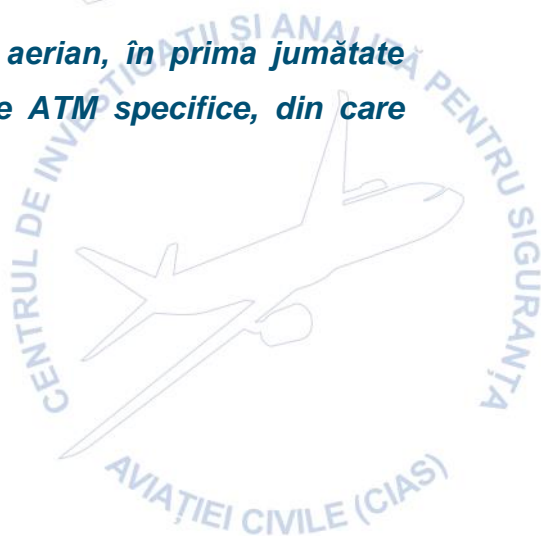 aerian, în prima jumătate
e ATM specifice, din care
CENTRUL DE INVESTIGAȚII ȘI ANALIZĂ PENTRU SIGURANȚA
AVIAȚIEI CIVILE (CIAS)